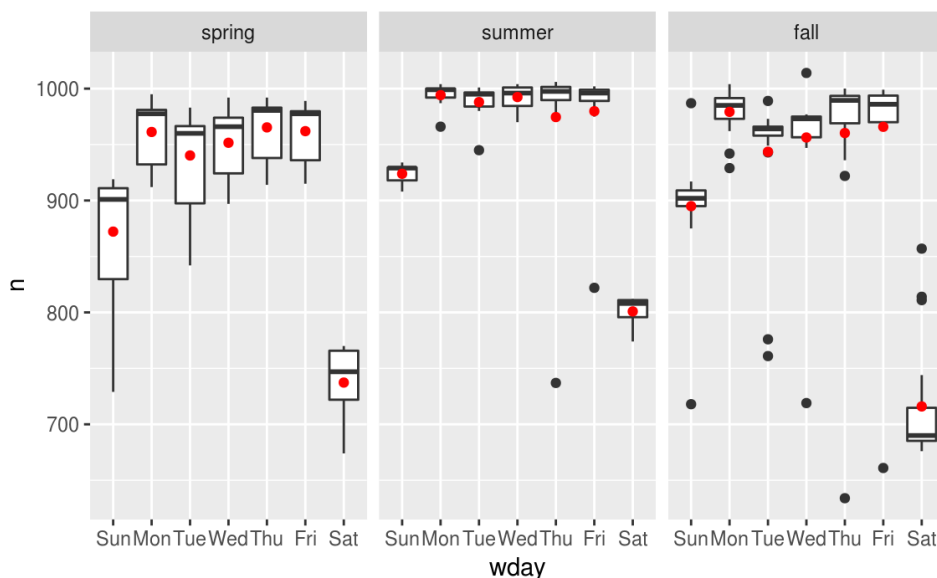 spring
summer
fall
1000
900
800
700
n
Sun Mon Tue Wed Thu Fri Sat
Sun Mon Tue Wed Thu Fri Sat
Sun Mon Tue Wed Thu Fri Sat
wday